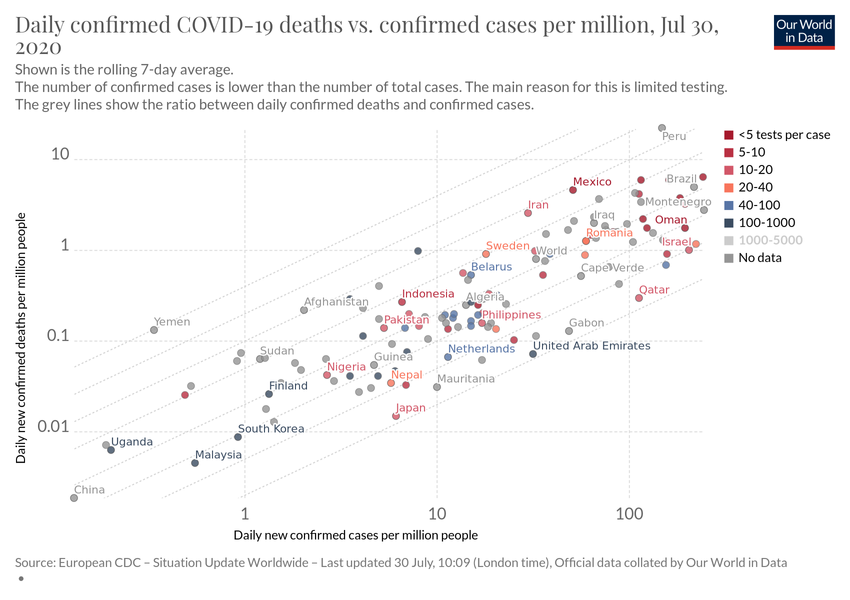 Daily confirmed COVID-19 deaths vs. confirmed cases per million, Jul 30,
2020
Our World
in Data
Shown is the rolling 7-day average.
The number of confirmed cases is lower than the number of total cases. The main reason for this is limited testing.
The grey lines show the ratio between daily confirmed deaths and confirmed cases.
Daily new confirmed deaths per million people
10
1
0.1
0.01
Peru
Brazil
Mexico
Montenegro
Iran
Iraq
Oman
Romania
Israel
Sweden
World
Belarus
Cape Verde
Qatar
Indonesia
Algeria
Afghanistan
Yemen
Pakistan
Philippines
Gabon
Sudan
Guinea
Netherlands
United Arab Emirates
Nigeria
Nepal
Mauritania
Finland
Japan
South Korea
Uganda
Malaysia
China
1
10
100
Daily new confirmed cases per million people
<5 tests per case
5-10
10-20
20-40
40-100
100-1000
1000-5000
No data
Source: European CDC – Situation Update Worldwide – Last updated 30 July, 10:09 (London time), Official data collated by Our World in Data